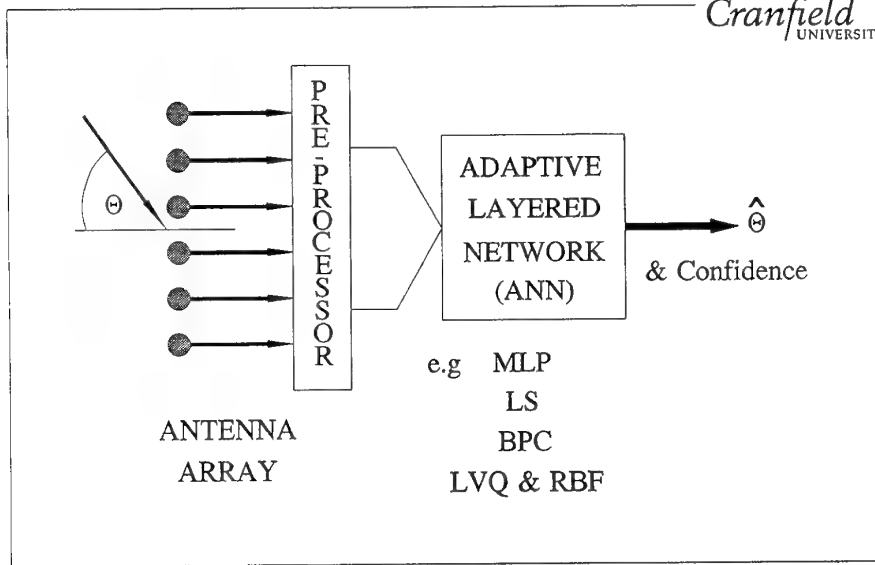 Cranfield
UNIVERSIT
PRE-PROCESSOR
Θ
ADAPTIVE
LAYERED
NETWORK
(ANN)
Θ̂
& Confidence
e.g MLP
LS
BPC
LVQ & RBF
ANTENNA
ARRAY